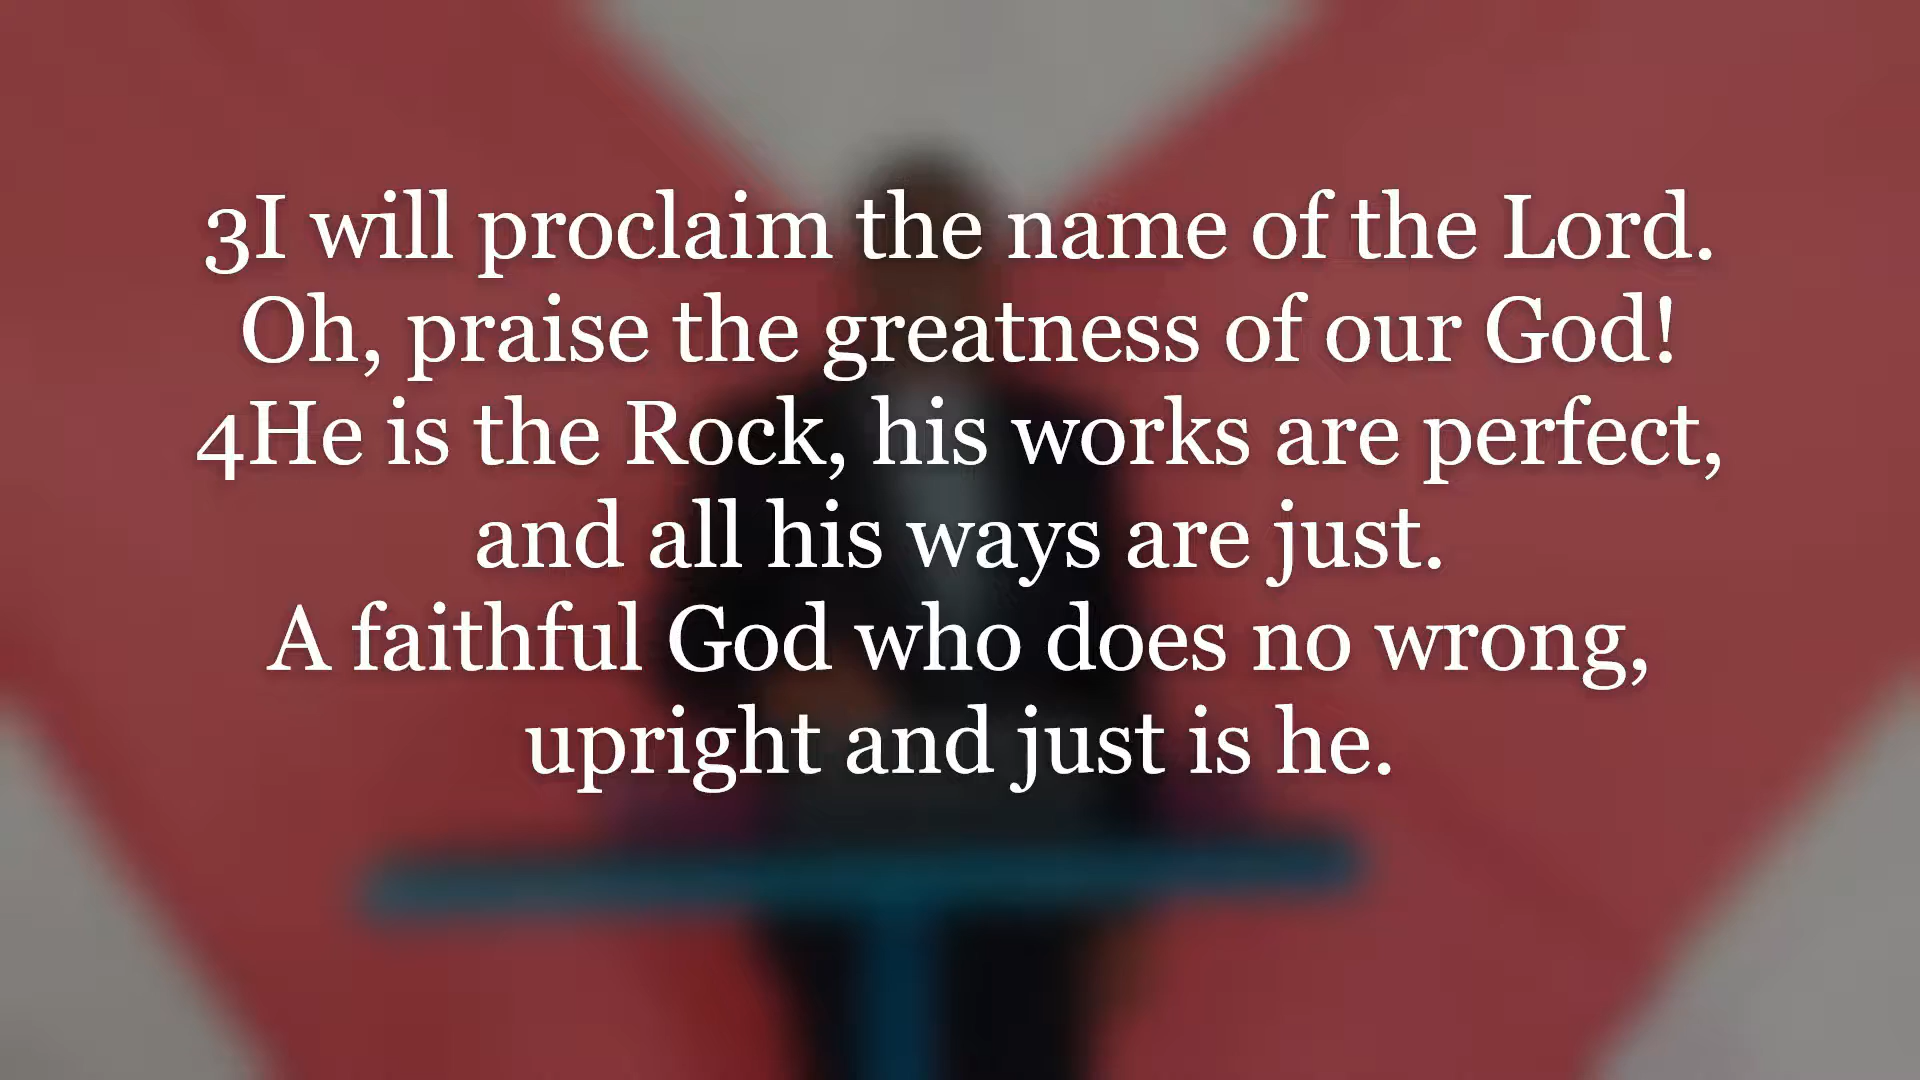 3I will proclaim the name of the Lord.
Oh, praise the greatness of our God!
4He is the Rock, his works are perfect,
and all his ways are just.
A faithful God who does no wrong,
upright and just is he.